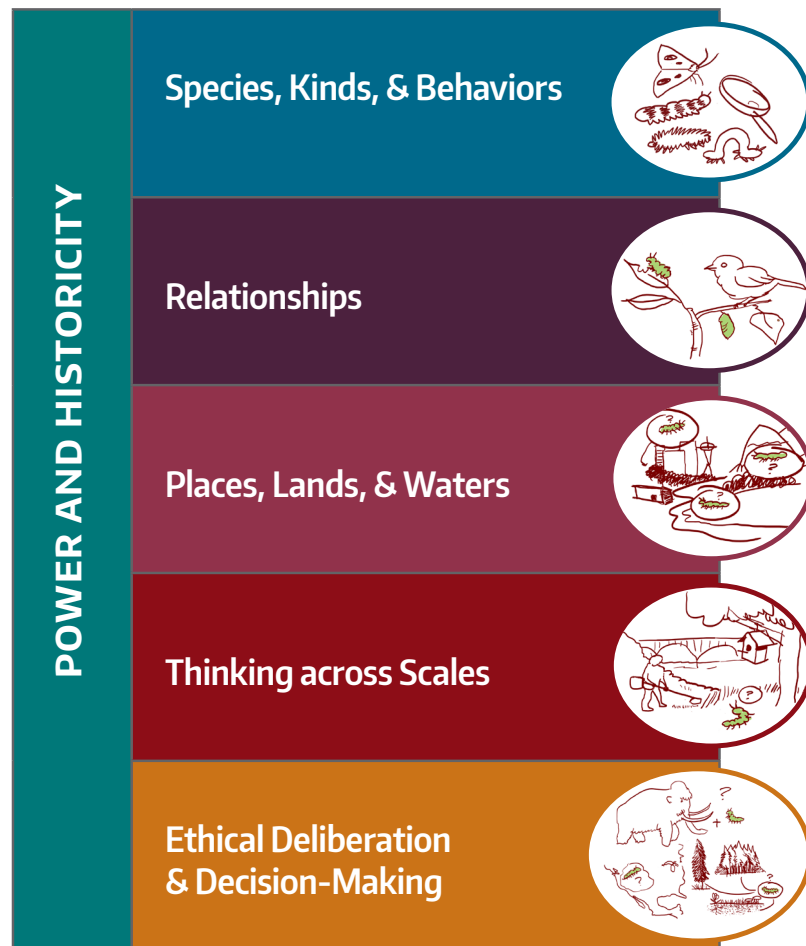 POWER AND HISTORICITY
Species, Kinds, & Behaviors
Relationships
Places, Lands, & Waters
?
?
?
Thinking across Scales
?
Ethical Deliberation
& Decision-Making
?
+
?
?